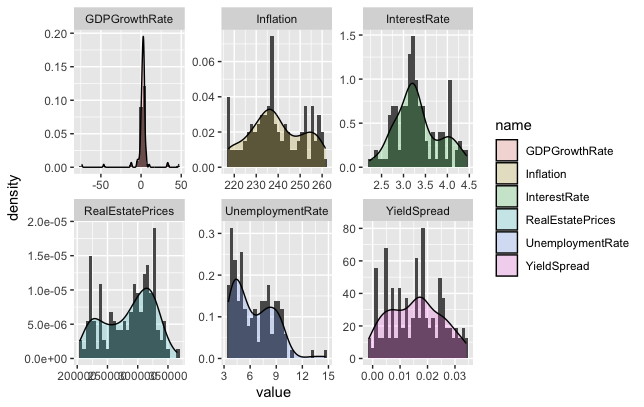 GDPGrowthRate Inflation InterestRate
0.20
0.15
0.10
0.05
0.00
-50 0 50
0.06
0.04
0.02
0.00
220 230 240 250 260
1.5
1.0
0.5
0.0
2.5 3.0 3.5 4.0 4.5
RealEstatePrices UnemploymentRate YieldSpread
2.0e-05
1.5e-05
1.0e-05
5.0e-06
0.0e+00
200000 250000 300000 350000
0.3
0.2
0.1
0.0
3 6 9 12 15
80
60
40
20
0
0.00 0.01 0.02 0.03
density
value
name
GDPGrowthRate
Inflation
InterestRate
RealEstatePrices
UnemploymentRate
YieldSpread